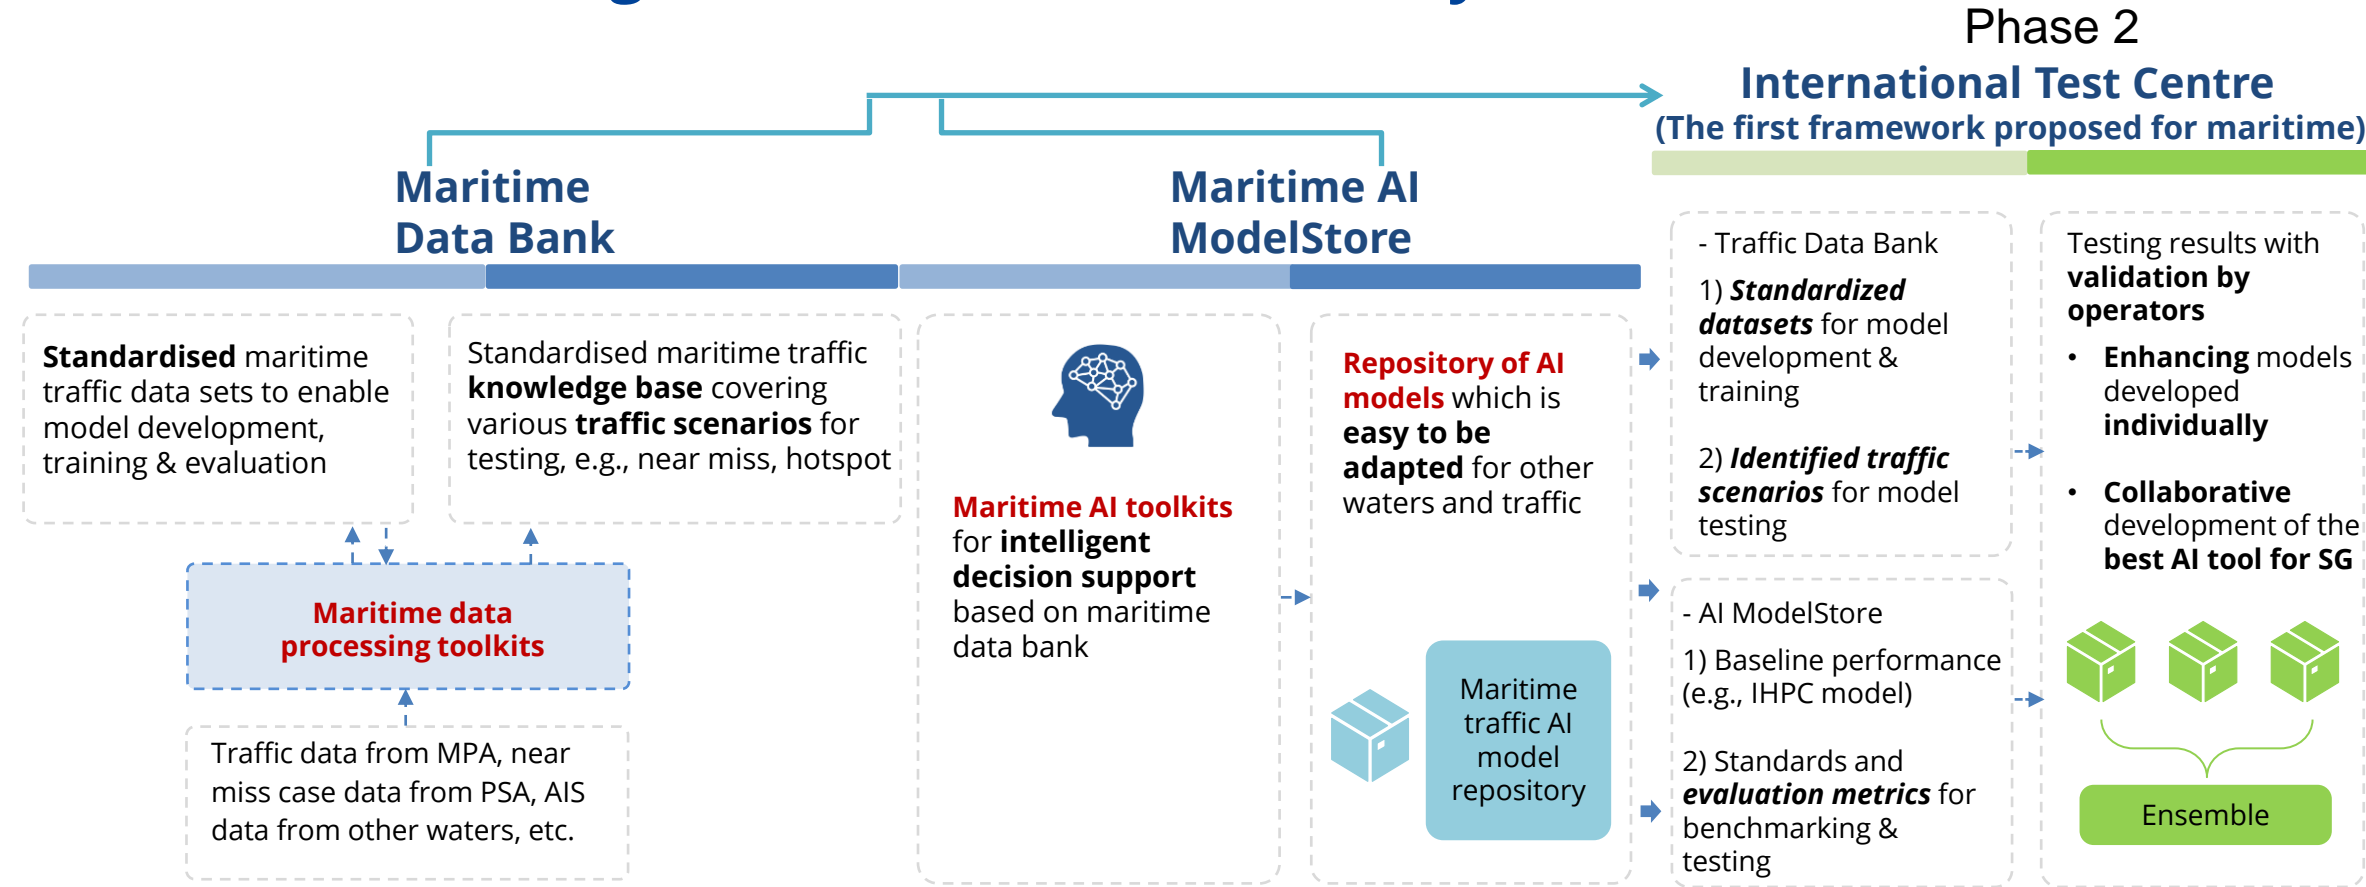 Phase 2
International Test Centre
(The first framework proposed for maritime)
Maritime
Data Bank
Maritime AI
ModelStore
Standardised maritime
traffic data sets to enable
model development,
training & evaluation
Standardised maritime traffic
knowledge base covering
various traffic scenarios for
testing, e.g., near miss, hotspot
Maritime data
processing toolkits
Traffic data from MPA, near
miss case data from PSA, AIS
data from other waters, etc.
Maritime AI toolkits
for intelligent
decision support
based on maritime
data bank
Repository of AI
models which is
easy to be
adapted for other
waters and traffic
Maritime
traffic AI
model
repository
- Traffic Data Bank
1) Standardized
datasets for model
development &
training
2) Identified traffic
scenarios for model
testing
- AI ModelStore
1) Baseline performance
(e.g., IHPC model)
2) Standards and
evaluation metrics for
benchmarking &
testing
Testing results with
validation by
operators
• Enhancing models
developed
individually
• Collaborative
development of the
best AI tool for SG
Ensemble